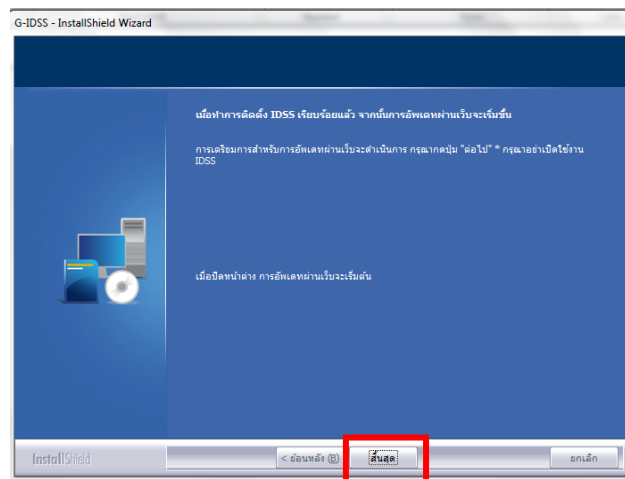 G-IDSS - InstallShield Wizard
เมื่อทำการติดตั้ง IDSS เรียบร้อยแล้ว จากนั้นการอัพเดทผ่านเว็บจะเริ่มขึ้น
การเตรียมการสำหรับการอัพเดทผ่านเว็บจะดำเนินการ กรุณากดปุ่ม "ต่อไป" * กรุณาอย่าเปิดใช้งาน
IDSS
เมื่อปิดหน้าต่าง การอัพเดทผ่านเว็บจะเริ่มต้น
InstallShield
< ย้อนหลัง (B)
สิ้นสุด
ยกเลิก